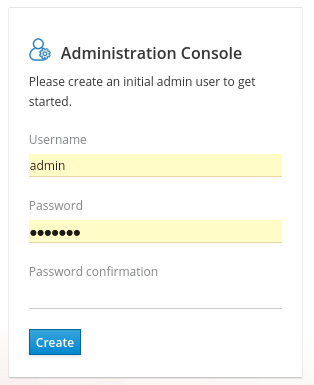 Administration Console
Please create an initial admin user to get
started.
Username
admin
Password
●●●●●●●
Password confirmation
Create